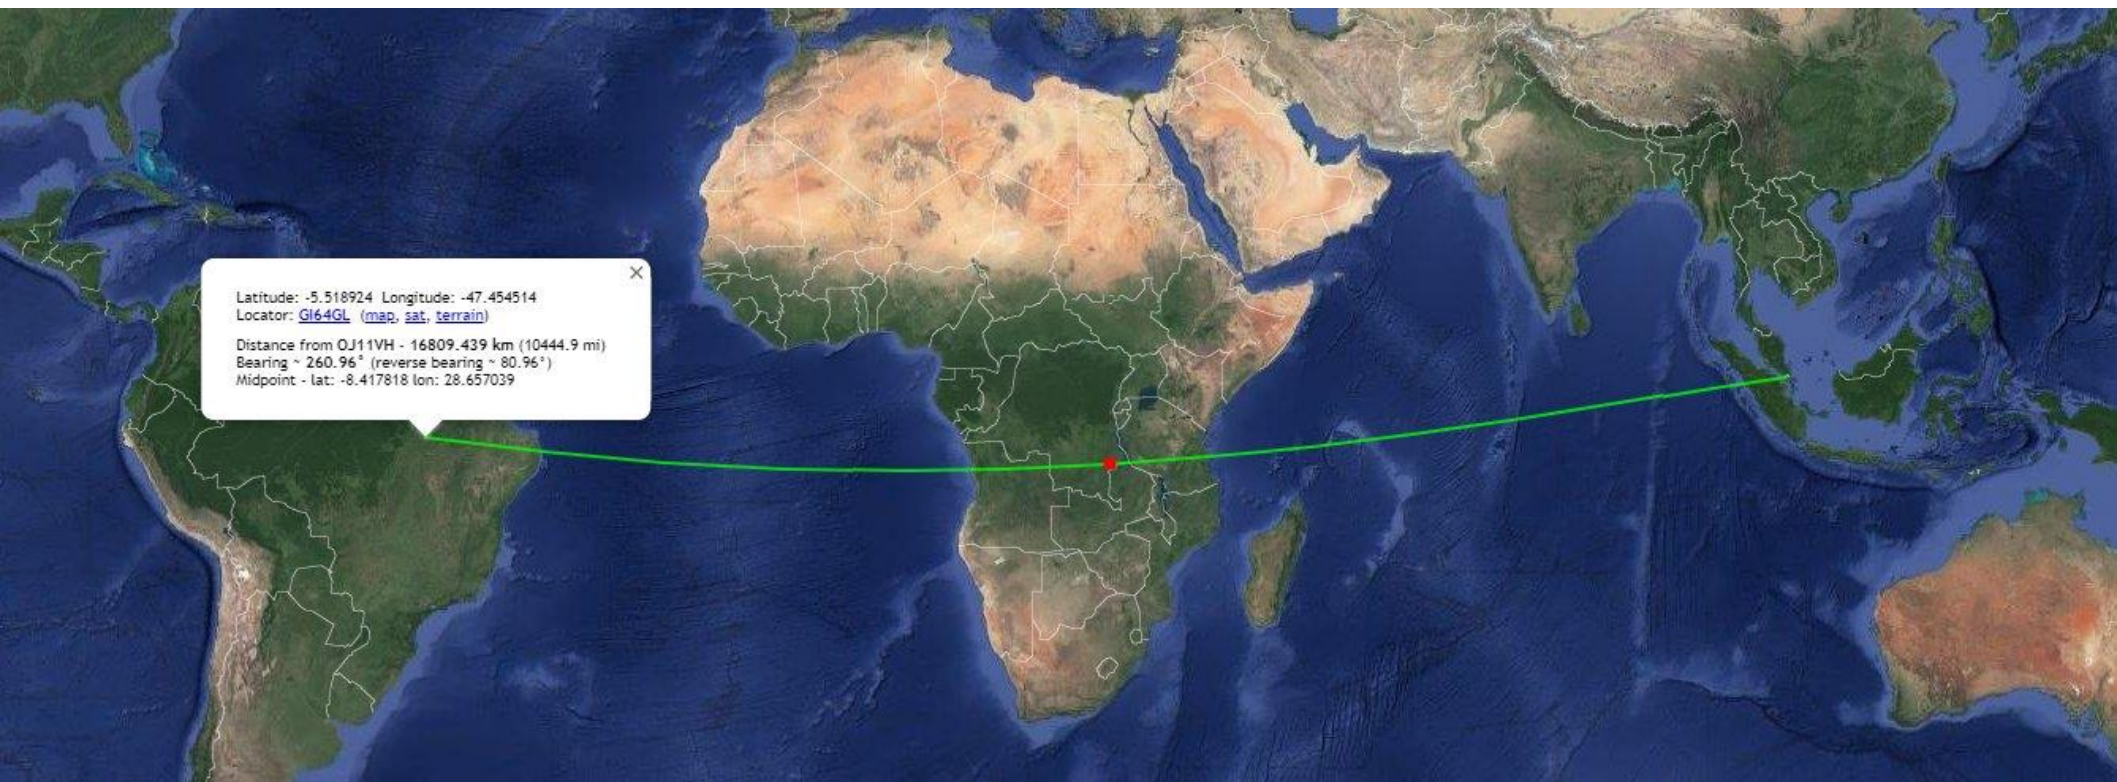 Latitude: -5.518924 Longitude: -47.454514
Locator: GI64GL (map, sat, terrain)
Distance from OJ11VH - 16809.439 km (10444.9 mi)
Bearing ~ 260.96° (reverse bearing ~ 80.96°)
Midpoint - lat: -8.417818 lon: 28.657039